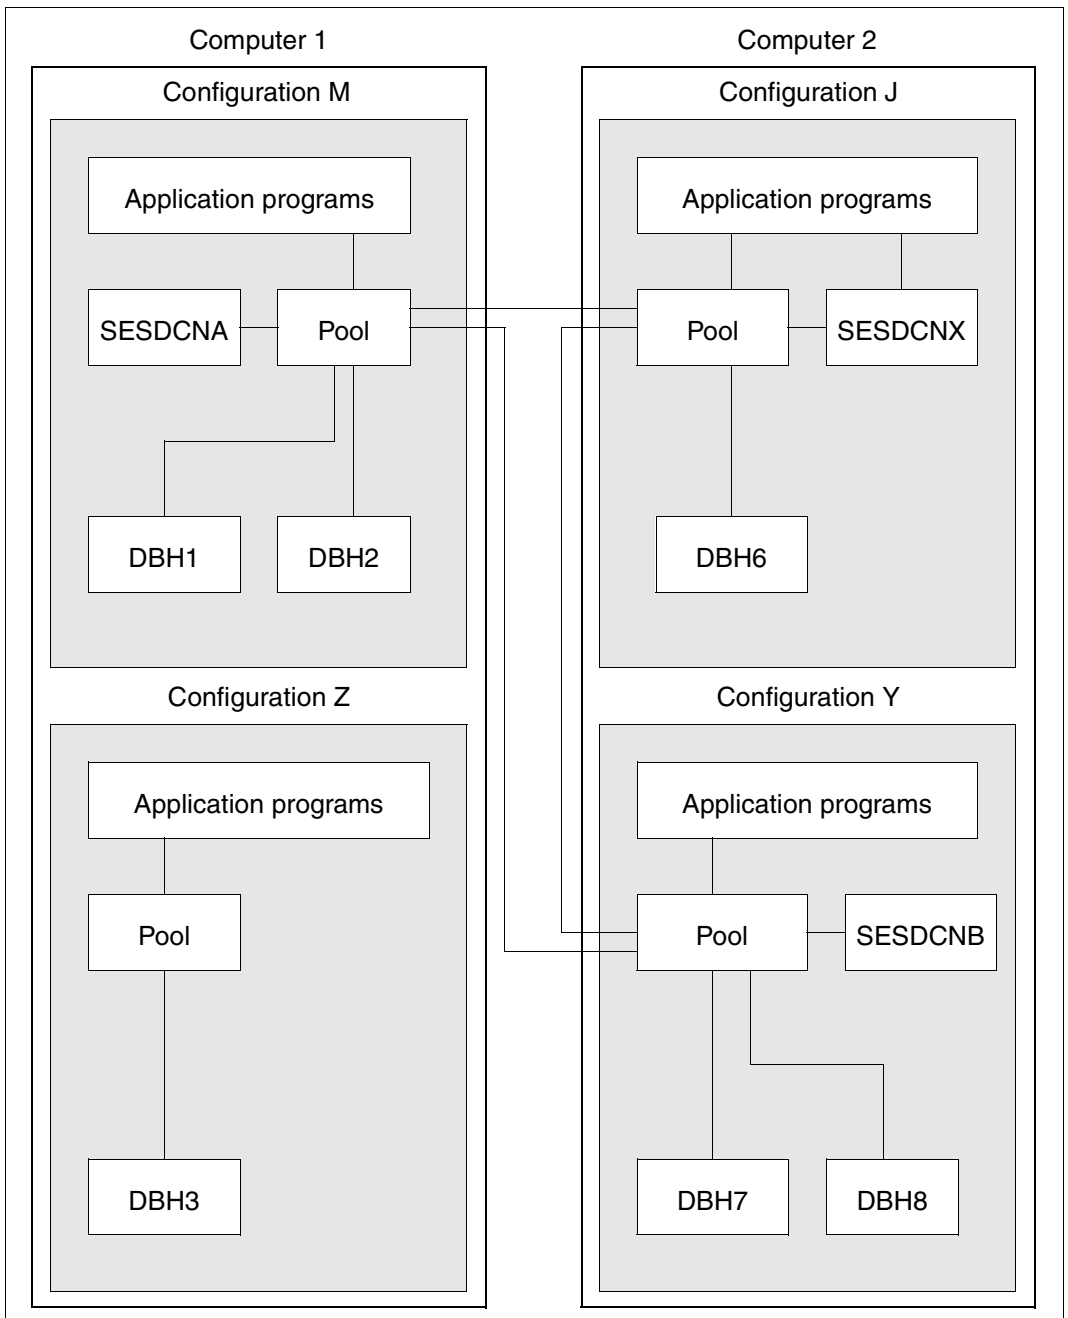 Computer 1
Computer 2
Configuration M
Configuration J
Application programs
Application programs
SESDCNA
Pool
Pool
SESDCNX
DBH1
DBH2
DBH6
Configuration Z
Configuration Y
Application programs
Application programs
Pool
Pool
SESDCNB
DBH3
DBH7
DBH8